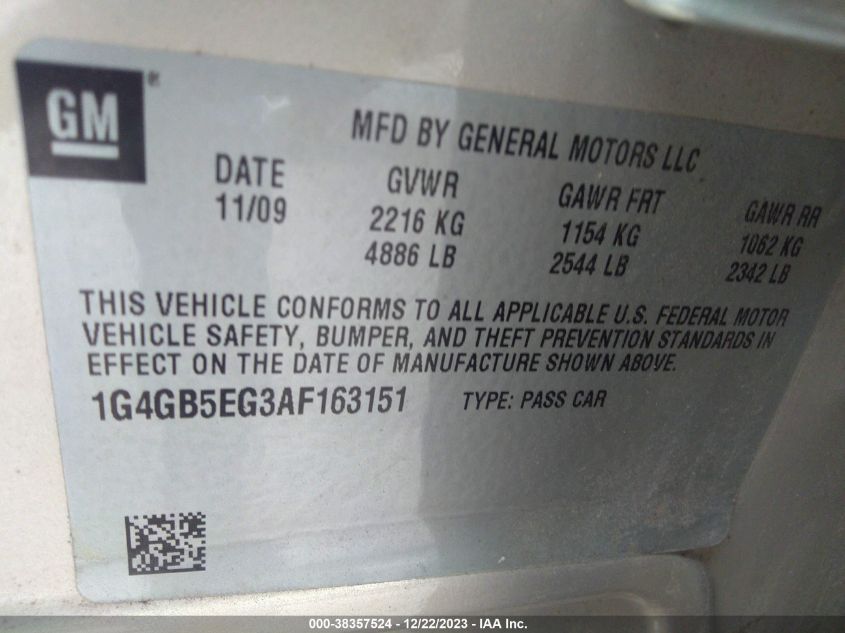 GM
MFD BY GENERAL MOTORS LLC
DATE GVWR GAWR FRT GAWR RR
11/09 2216 KG 1154 KG 1062 KG
4886 LB 2544 LB 2342 LB
THIS VEHICLE CONFORMS TO ALL APPLICABLE U.S. FEDERAL MOTOR
VEHICLE SAFETY, BUMPER, AND THEFT PREVENTION STANDARDS IN
EFFECT ON THE DATE OF MANUFACTURE SHOWN ABOVE.
1G4GB5EG3AF163151 TYPE: PASS CAR
000-38357524 - 12/22/2023 - IAA Inc.